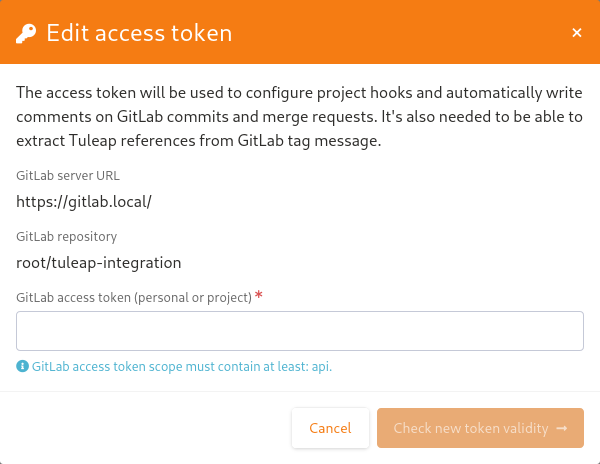 Edit access token
The access token will be used to configure project hooks and automatically write
comments on GitLab commits and merge requests. It's also needed to be able to
extract Tuleap references from GitLab tag message.
GitLab server URL
https://gitlab.local/
GitLab repository
root/tuleap-integration
GitLab access token (personal or project) *
GitLab access token scope must contain at least: api.
Cancel
Check new token validity →